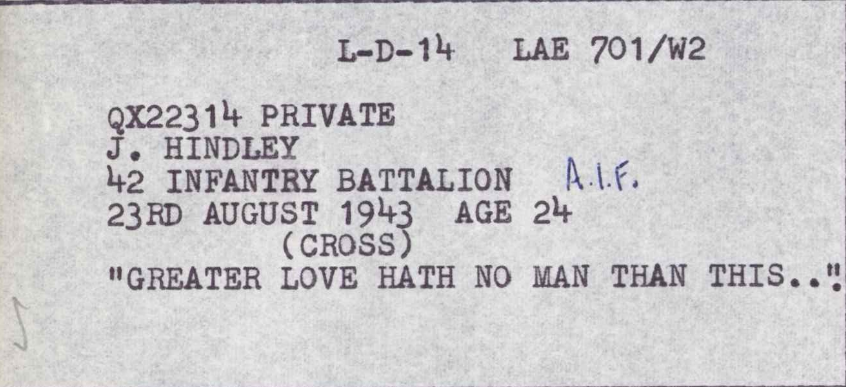 L-D-14 LAE 701/W2
QX22314 PRIVATE
J. HINDLEY
42 INFANTRY BATTALION A.I.F.
23RD AUGUST 1943 AGE 24
(CROSS)
"GREATER LOVE HATH NO MAN THAN THIS..".